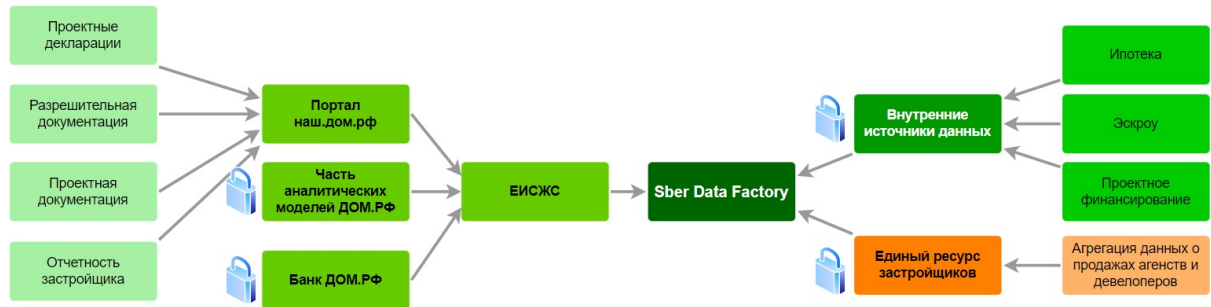 Проектные
декларации
Разрешительная
документация
Проектная
документация
Отчетность
застройщика
Портал
наш.дом.рф
Часть
аналитических
моделей ДОМ.РФ
Банк ДОМ.РФ
ЕИСЖС
Sber Data Factory
Внутренние
источники данных
Единый ресурс
застройщиков
Ипотека
Эскроу
Проектное
финансирование
Агрегация данных о
продажах агенств и
девелоперов